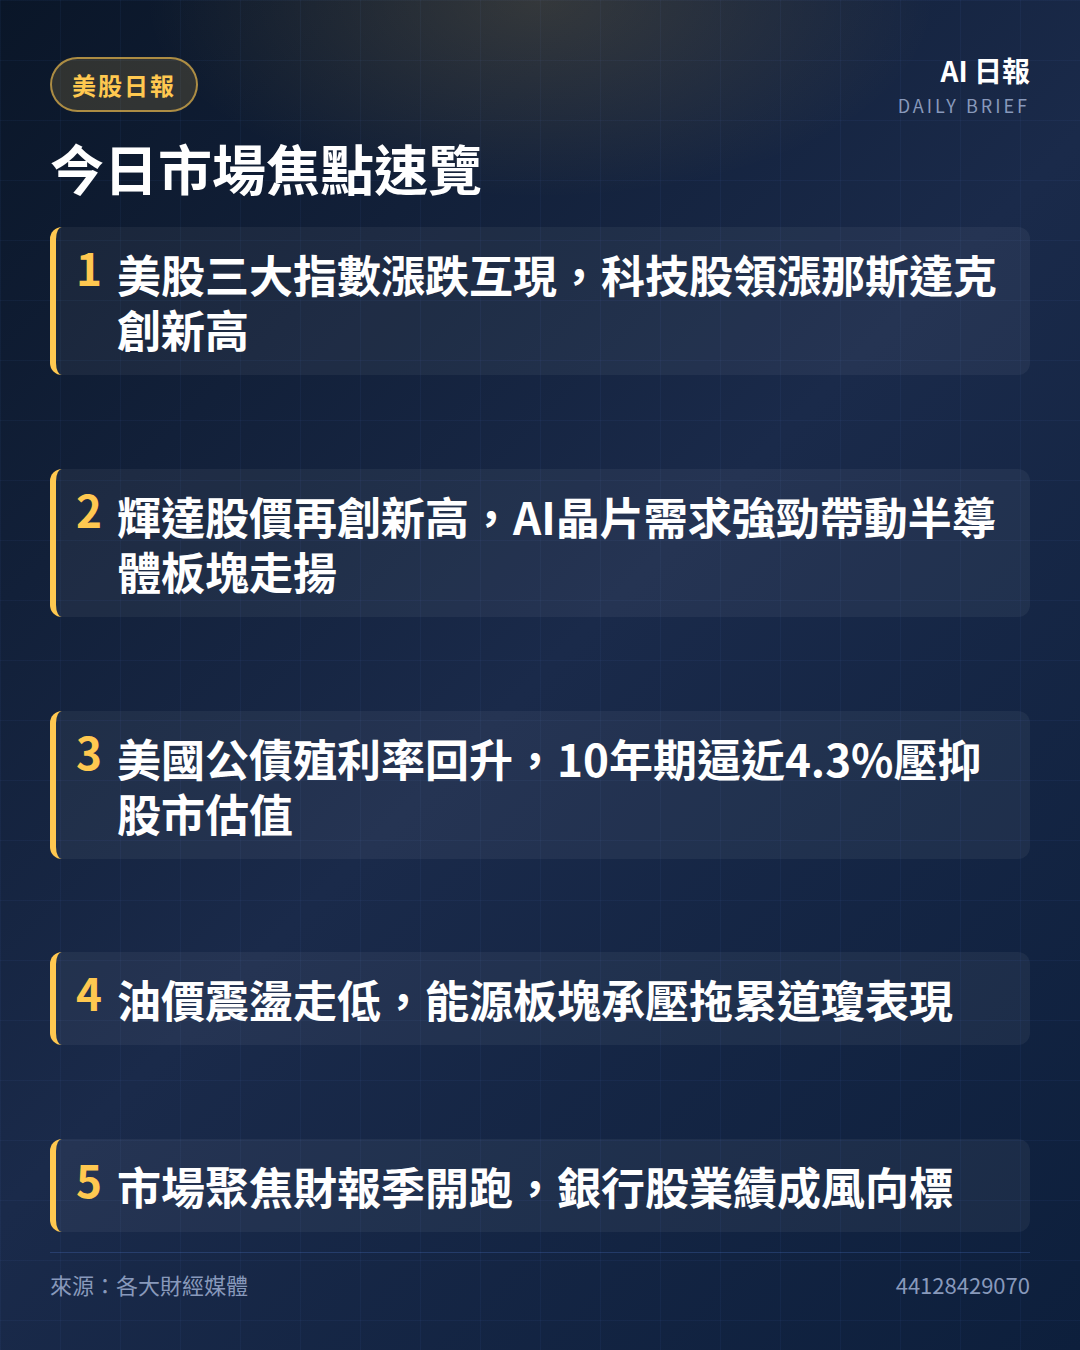 美股日報
AI 日報
DAILY BRIEF
今日市場焦點速覽
1 美股三大指數漲跌互現，科技股領漲那斯達克
創新高
2 輝達股價再創新高，AI晶片需求強勁帶動半導
體板塊走揚
3 美國公債殖利率回升，10年期逼近4.3%壓抑
股市估值
4 油價震盪走低，能源板塊承壓拖累道瓊表現
5 市場聚焦財報季開跑，銀行股業績成風向標
來源：各大財經媒體
44128429070